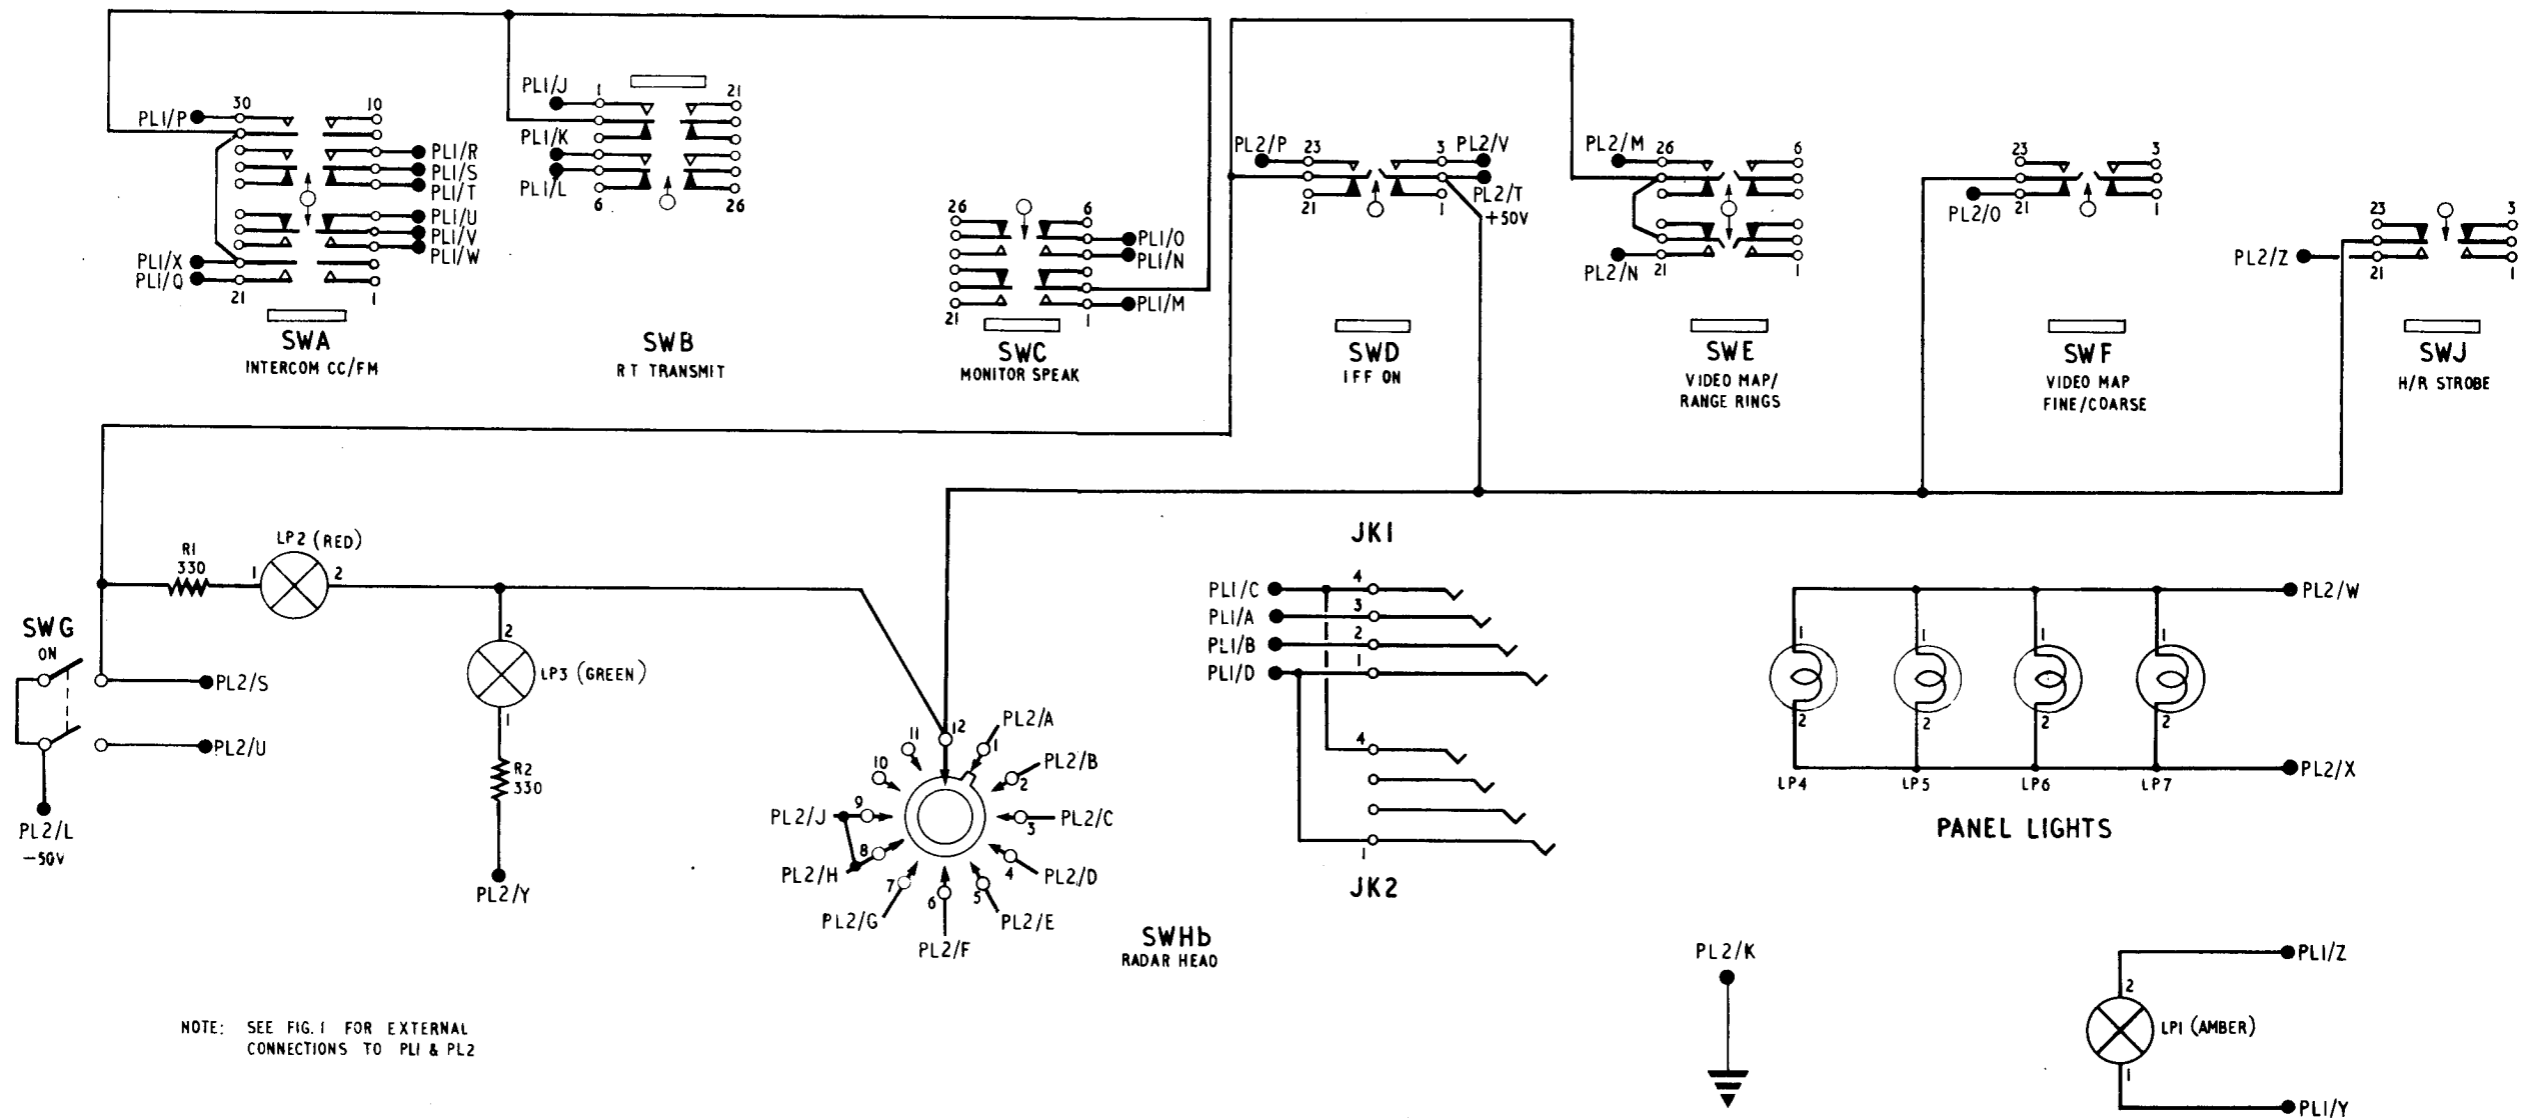 PL1/P
30
10
PL1/R
PL1/S
PL1/T
PL1/U
PL1/V
PL1/W
PL1/X
PL1/Q
21
1
SWA
INTERCOM CC/FM
PL1/J
1
21
PL1/K
PL1/L
6
26
SWB
RT TRANSMIT
26
6
PL1/O
PL1/N
PL1/M
21
1
SWC
MONITOR SPEAK
PL2/P
23
3
PL2/V
PL2/T
+50V
21
1
SWD
IFF ON
PL2/M
26
6
PL2/N
21
1
SWE
VIDEO MAP/
RANGE RINGS
23
3
PL2/O
21
1
SWF
VIDEO MAP
FINE/COARSE
23
3
PL2/Z
21
1
SWJ
H/R STROBE
R1
330
1
LP2 (RED)
2
SWG
ON
PL2/S
PL2/U
PL2/L
-50V
2
LP3 (GREEN)
1
R2
330
PL2/Y
12
PL2/A
1
PL2/B
2
PL2/C
3
PL2/D
4
PL2/E
5
PL2/F
6
PL2/G
7
PL2/H
8
PL2/J
9
10
11
SWHb
RADAR HEAD
JK1
PL1/C
4
PL1/A
3
PL1/B
2
PL1/D
1
4
1
JK2
PL2/W
1
1
1
1
2
2
2
2
PL2/X
LP4
LP5
LP6
LP7
PANEL LIGHTS
PL2/K
PL1/Z
2
LP1 (AMBER)
1
PL1/Y
NOTE: SEE FIG. 1 FOR EXTERNAL
CONNECTIONS TO PL1 & PL2